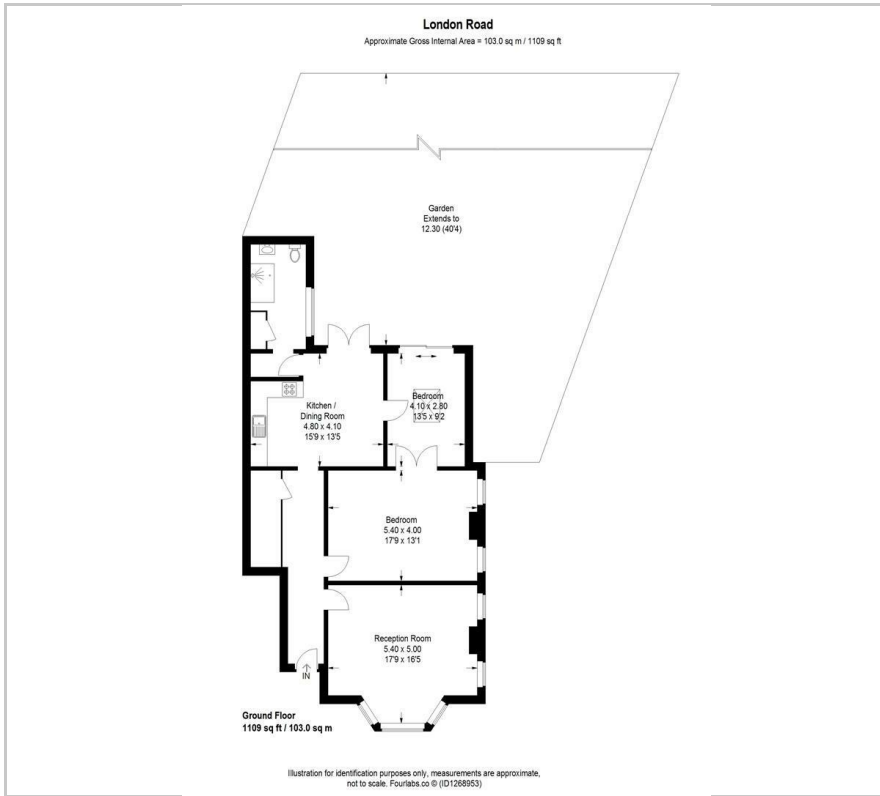 London Road
Approximate Gross Internal Area = 103.0 sq m / 1109 sq ft
Garden
Extends to
12.30 (40'4)
Bedroom
4.10 x 2.80
13'5 x 9'2
Kitchen /
Dining Room
4.80 x 4.10
15'9 x 13'5
Bedroom
5.40 x 4.00
17'9 x 13'1
Reception Room
5.40 x 5.00
17'9 x 16'5
IN
Ground Floor
1109 sq ft / 103.0 sq m
Illustration for identification purposes only, measurements are approximate,
not to scale. Fourlabs.co © (ID1268953)